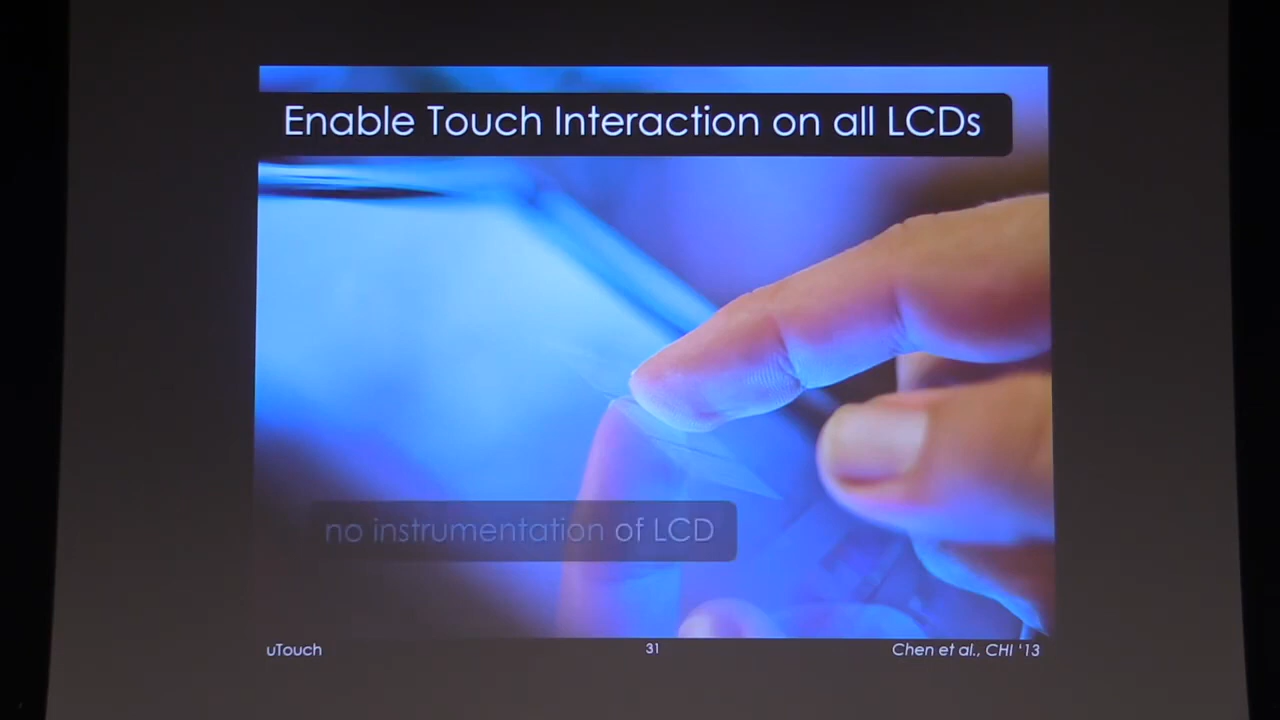 Enable Touch Interaction on all LCDs
no instrumentation of LCD
uTouch
31
Chen et al., CHI '13